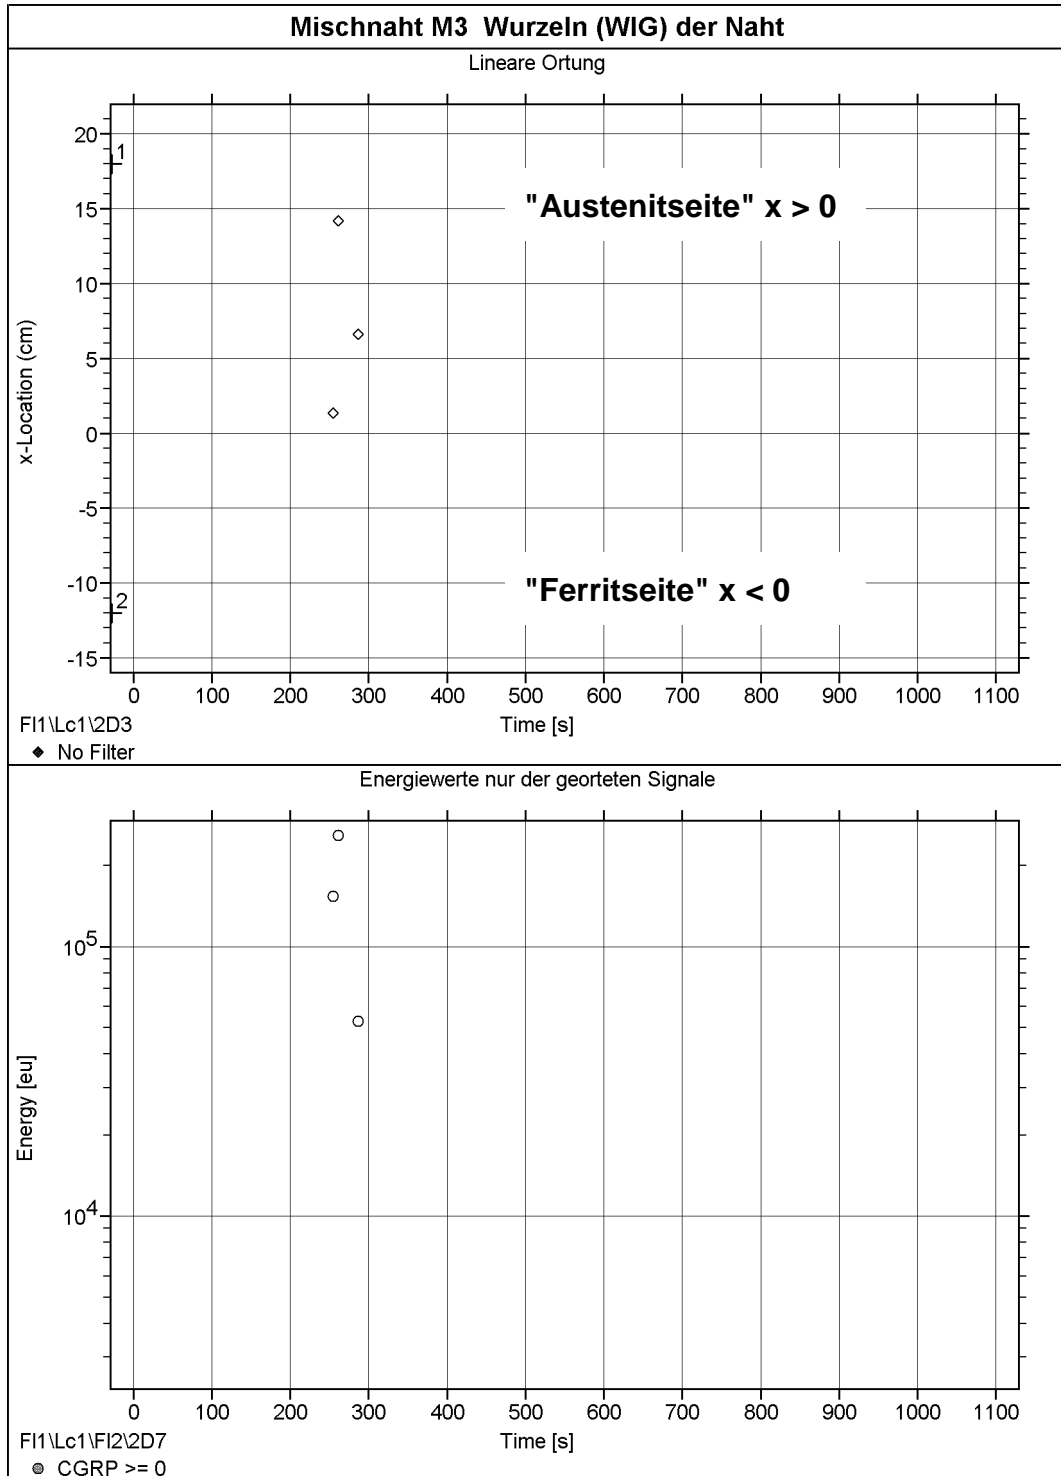 Mischnaht M3 Wurzeln (WIG) der Naht
Lineare Ortung
20
15
10
5
0
-5
-10
-15
x-Location (cm)
1
2
"Austenitseite" x > 0
"Ferritseite" x < 0
0 100 200 300 400 500 600 700 800 900 1000 1100
Time [s]
FI1\Lc1\2D3
No Filter
Energiewerte nur der georteten Signale
10^5
10^4
Energy [eu]
0 100 200 300 400 500 600 700 800 900 1000 1100
Time [s]
FI1\Lc1\FI2\2D7
CGRP >= 0